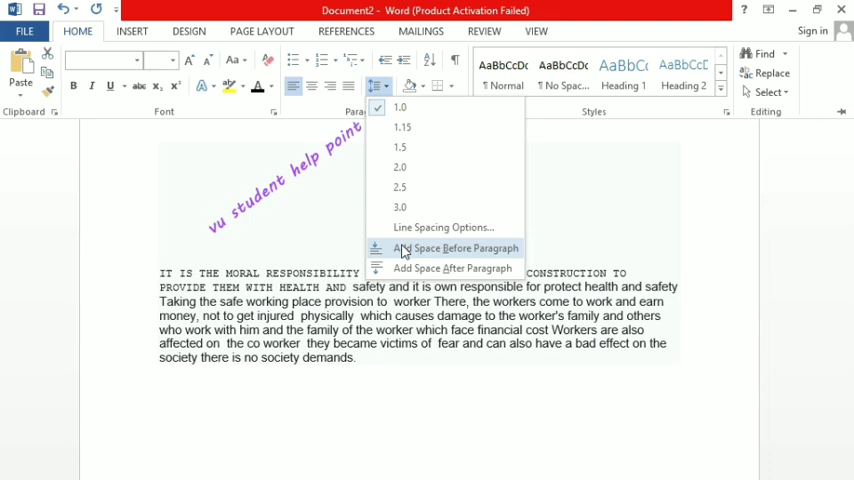 Document2 - Word (Product Activation Failed)
FILE HOME INSERT DESIGN PAGE LAYOUT REFERENCES MAILINGS REVIEW VIEW Sign in
Paste
Clipboard
Aa
B I U abc X₂ X²
A
Font
Para
AaBbCcDc AaBbCcDc AaBbCc AaBbCcE
¶ Normal ¶ No Spac... Heading 1 Heading 2
Styles
Find
Replace
Select
Editing
1.0
1.15
1.5
2.0
2.5
3.0
Line Spacing Options...
Add Space Before Paragraph
Add Space After Paragraph
vu student help point
IT IS THE MORAL RESPONSIBILITY CONSTRUCTION TO
PROVIDE THEM WITH HEALTH AND safety and it is own responsible for protect health and safety
Taking the safe working place provision to worker There, the workers come to work and earn
money, not to get injured physically which causes damage to the worker's family and others
who work with him and the family of the worker which face financial cost Workers are also
affected on the co worker they became victims of fear and can also have a bad effect on the
society there is no society demands.